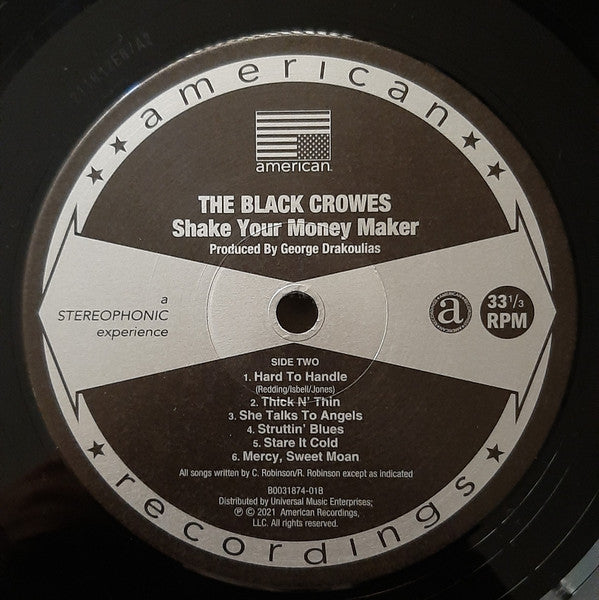 american
american
THE BLACK CROWES
Shake Your Money Maker
Produced By George Drakoulias
a
STEREOPHONIC
experience
a
33 1/3
RPM
SIDE TWO
1. Hard To Handle
(Redding/Isbell/Jones)
2. Thick N' Thin
3. She Talks To Angels
4. Struttin' Blues
5. Stare It Cold
6. Mercy, Sweet Moan
All songs written by C. Robinson/R. Robinson except as indicated
B0031874-01B
Distributed by Universal Music Enterprises;
℗ © 2021 American Recordings,
LLC. All rights reserved.
recordings